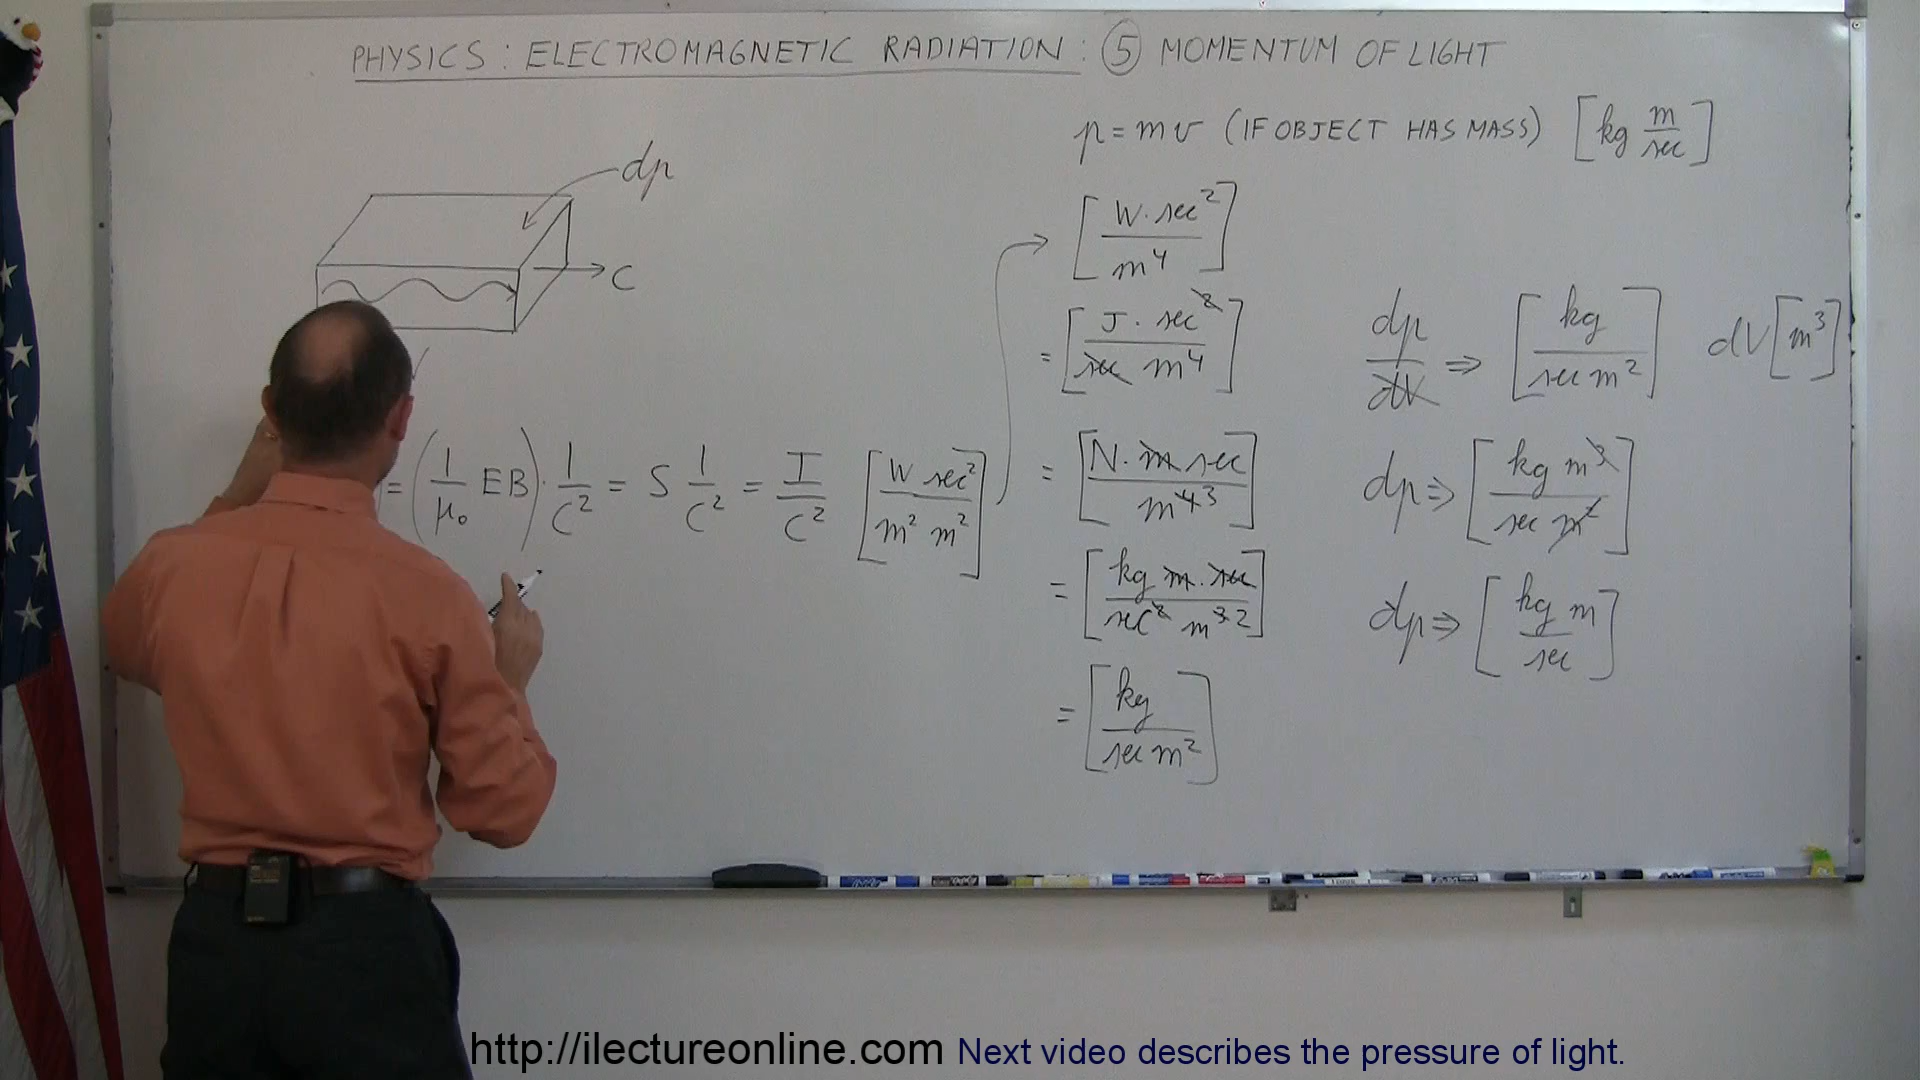 PHYSICS: ELECTROMAGNETIC RADIATION: ⑤ MOMENTUM OF LIGHT
p = mv (IF OBJECT HAS MASS) [kg m/sec]
dp
C
= (1/μ₀ EB) · 1/C² = S 1/C² = I/C² [W sec²/m² m²]
[W·sec²/m⁴]
= [J·sec²/sec m⁴]
= [N·m sec/m⁴ 3]
= [kg m·sec/sec² m³ 2]
= [kg/sec m²]
dp/dV ⇒ [kg/sec m²] dV[m³]
dp ⇒ [kg m³/sec m²]
dp ⇒ [kg m/sec]
http://ilectureonline.com Next video describes the pressure of light.